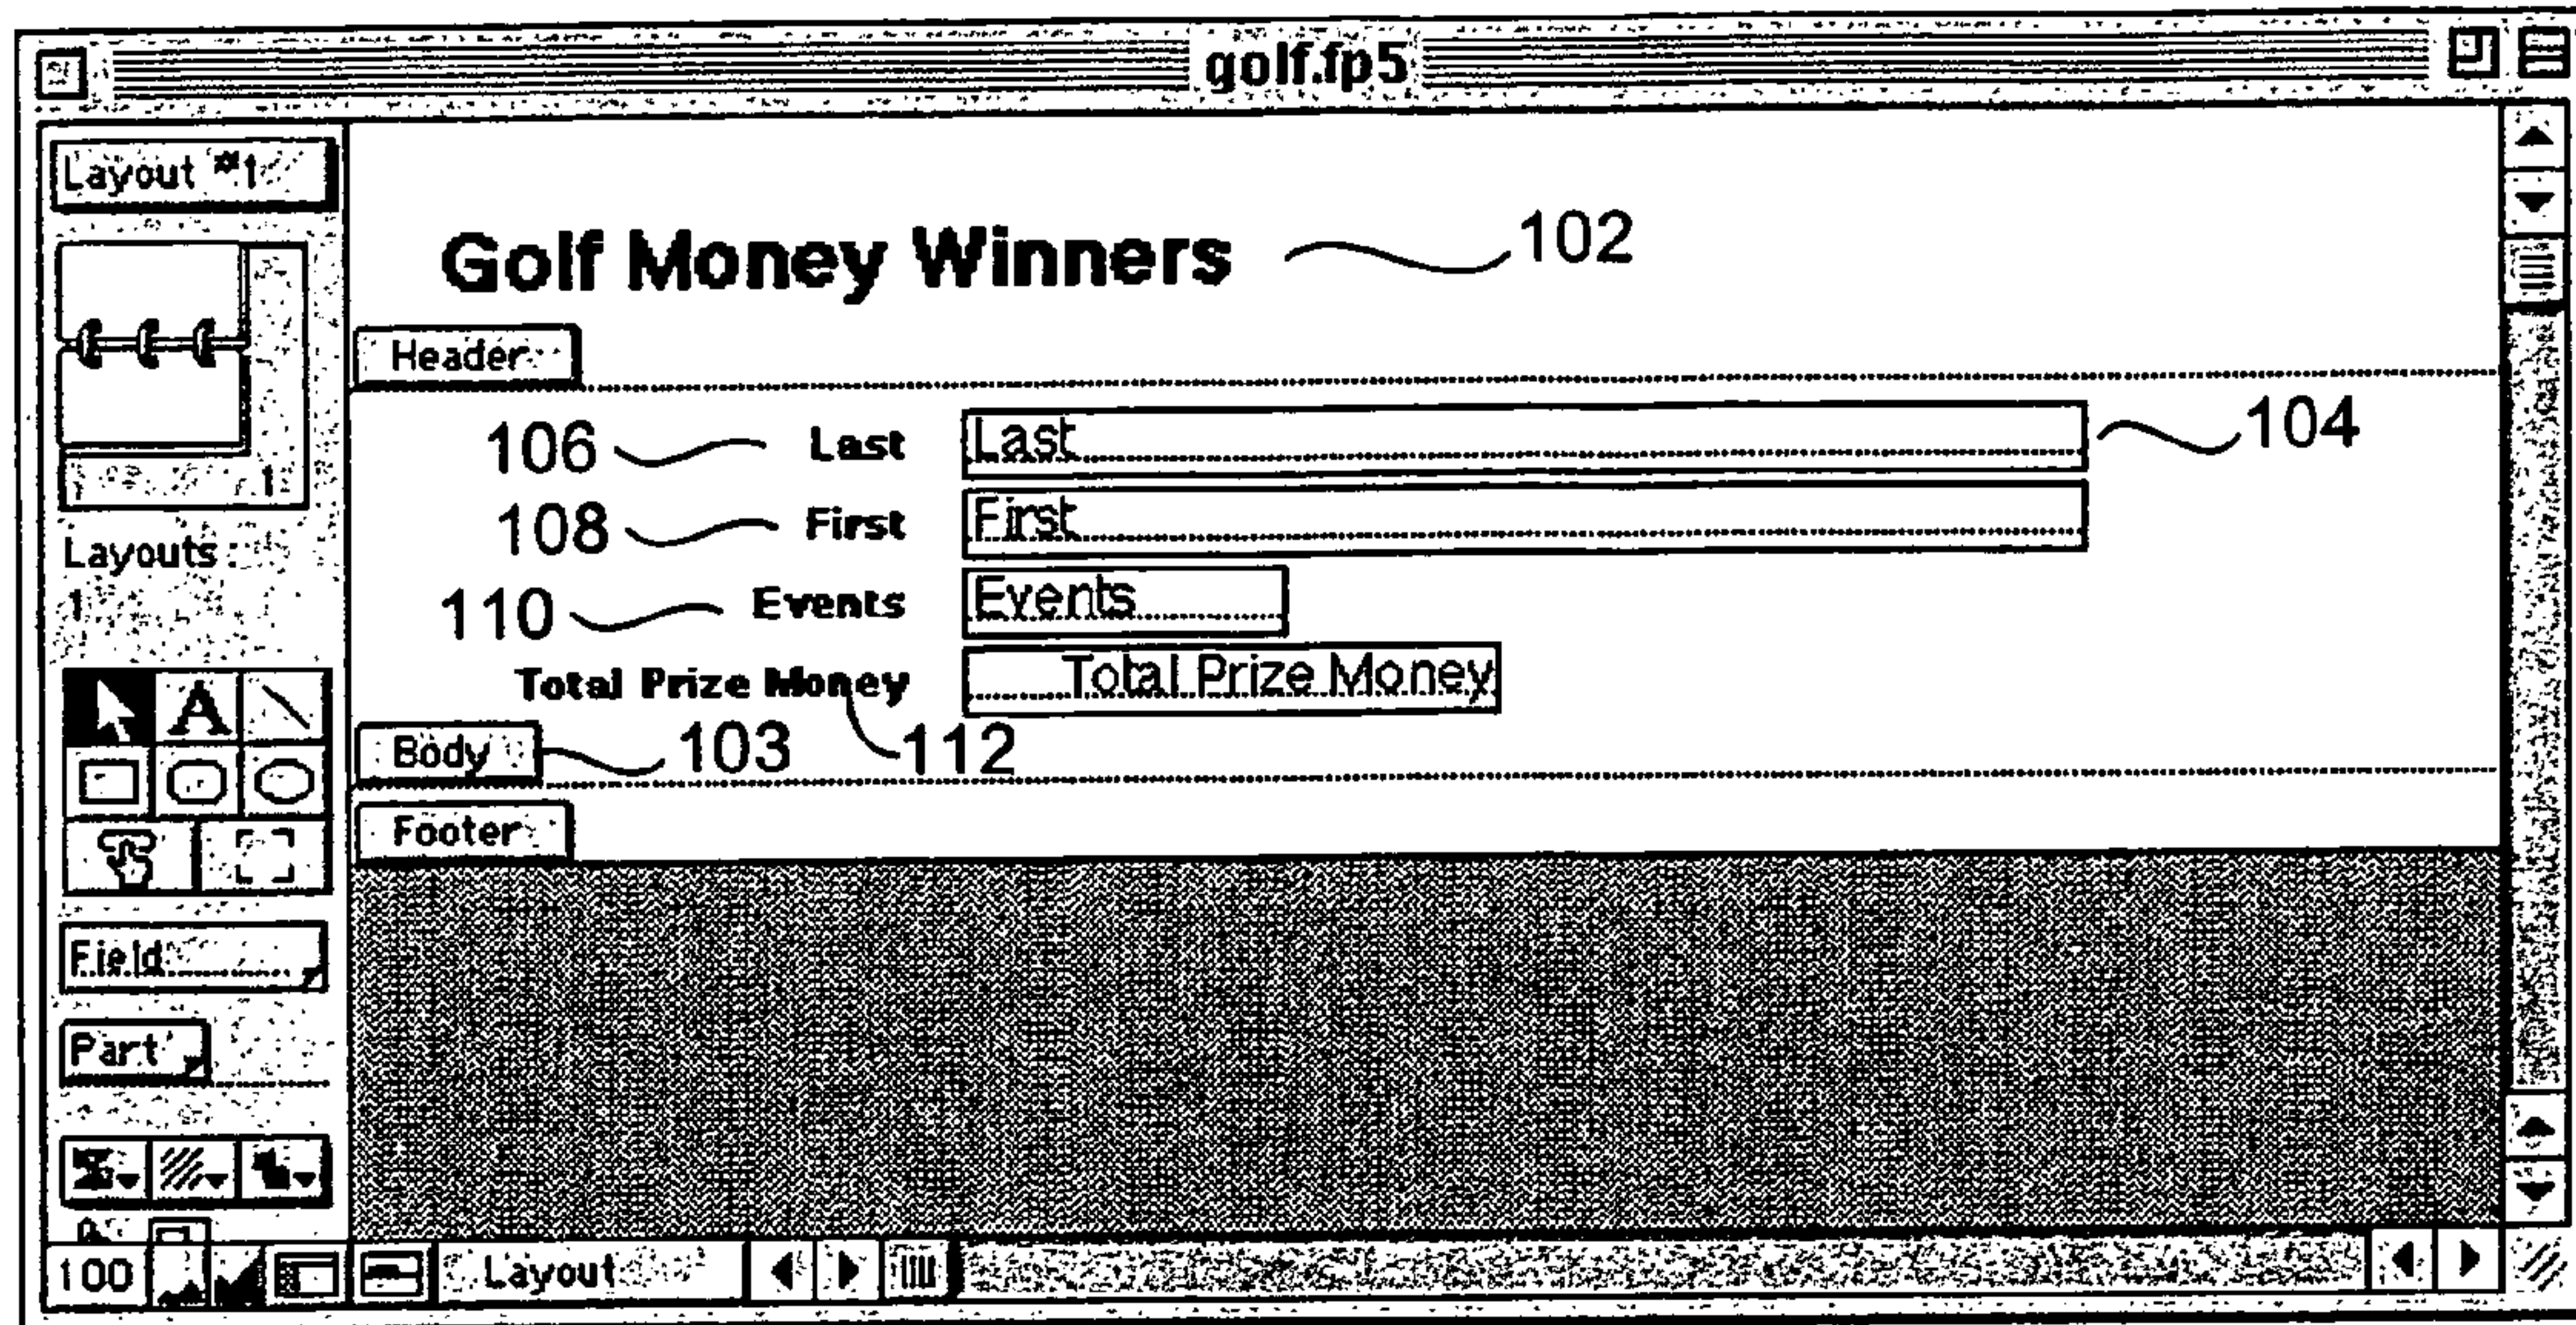 golf.fp5
Layout #1
Golf Money Winners 102
Header
106 Last Last 104
108 First First
110 Events Events
Total Prize Money Total Prize Money
Body 103 112
Footer
1
Layouts:
1
A
Field
Part
100 Layout